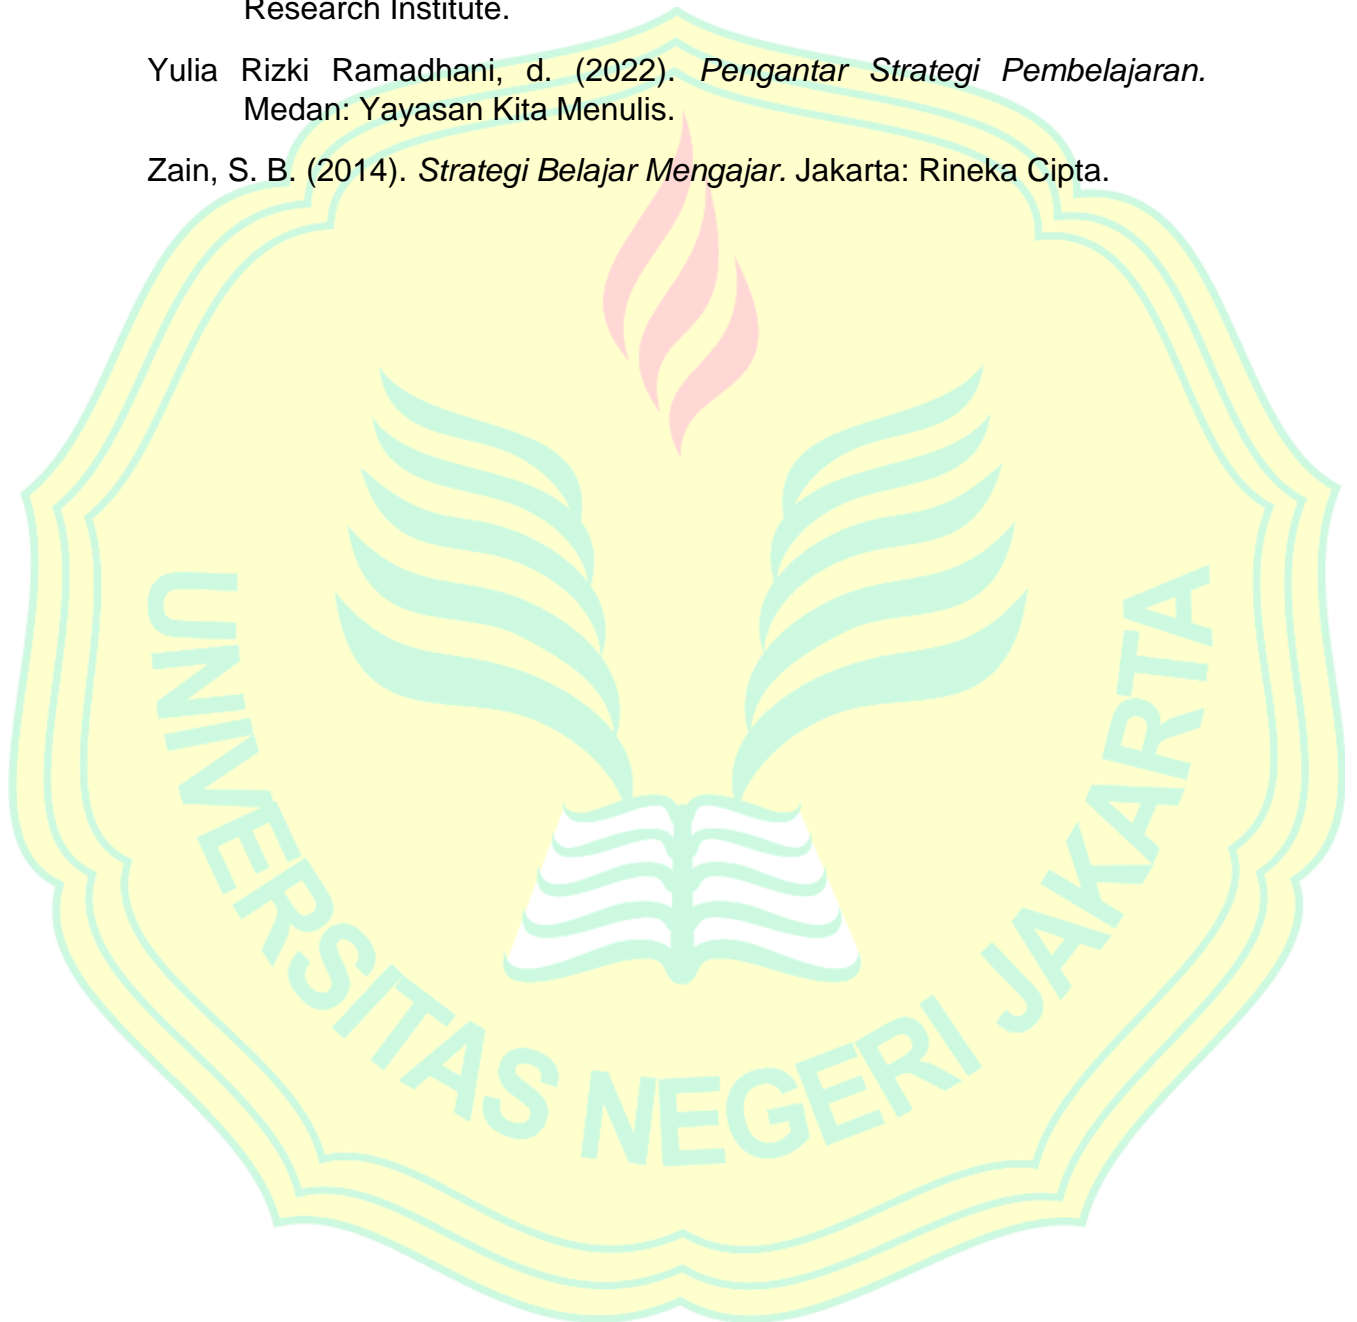 Research Institute.
Yulia Rizki Ramadhani, d. (2022). Pengantar Strategi Pembelajaran.
Medan: Yayasan Kita Menulis.
Zain, S. B. (2014). Strategi Belajar Mengajar. Jakarta: Rineka Cipta.
UNIVERSITAS NEGERI JAKARTA